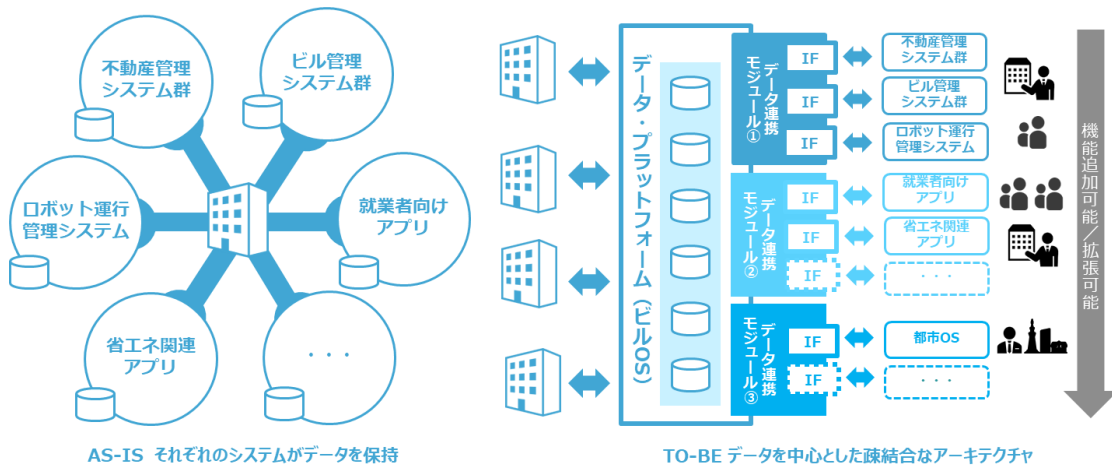 不動産管理
システム群
ビル管理
システム群
ロボット運行
管理システム
就業者向け
アプリ
省エネ関連
アプリ
・・・
AS-IS それぞれのシステムがデータを保持
データ・プラットフォーム（ビルOS）
データ連携
モジュール①
IF
不動産管理
システム群
IF
ビル管理
システム群
IF
ロボット運行
管理システム
データ連携
モジュール②
IF
就業者向け
アプリ
IF
省エネ関連
アプリ
IF
・・・
データ連携
モジュール③
IF
都市OS
IF
・・・
機能追加可能／拡張可能
TO-BE データを中心とした疎結合なアーキテクチャ